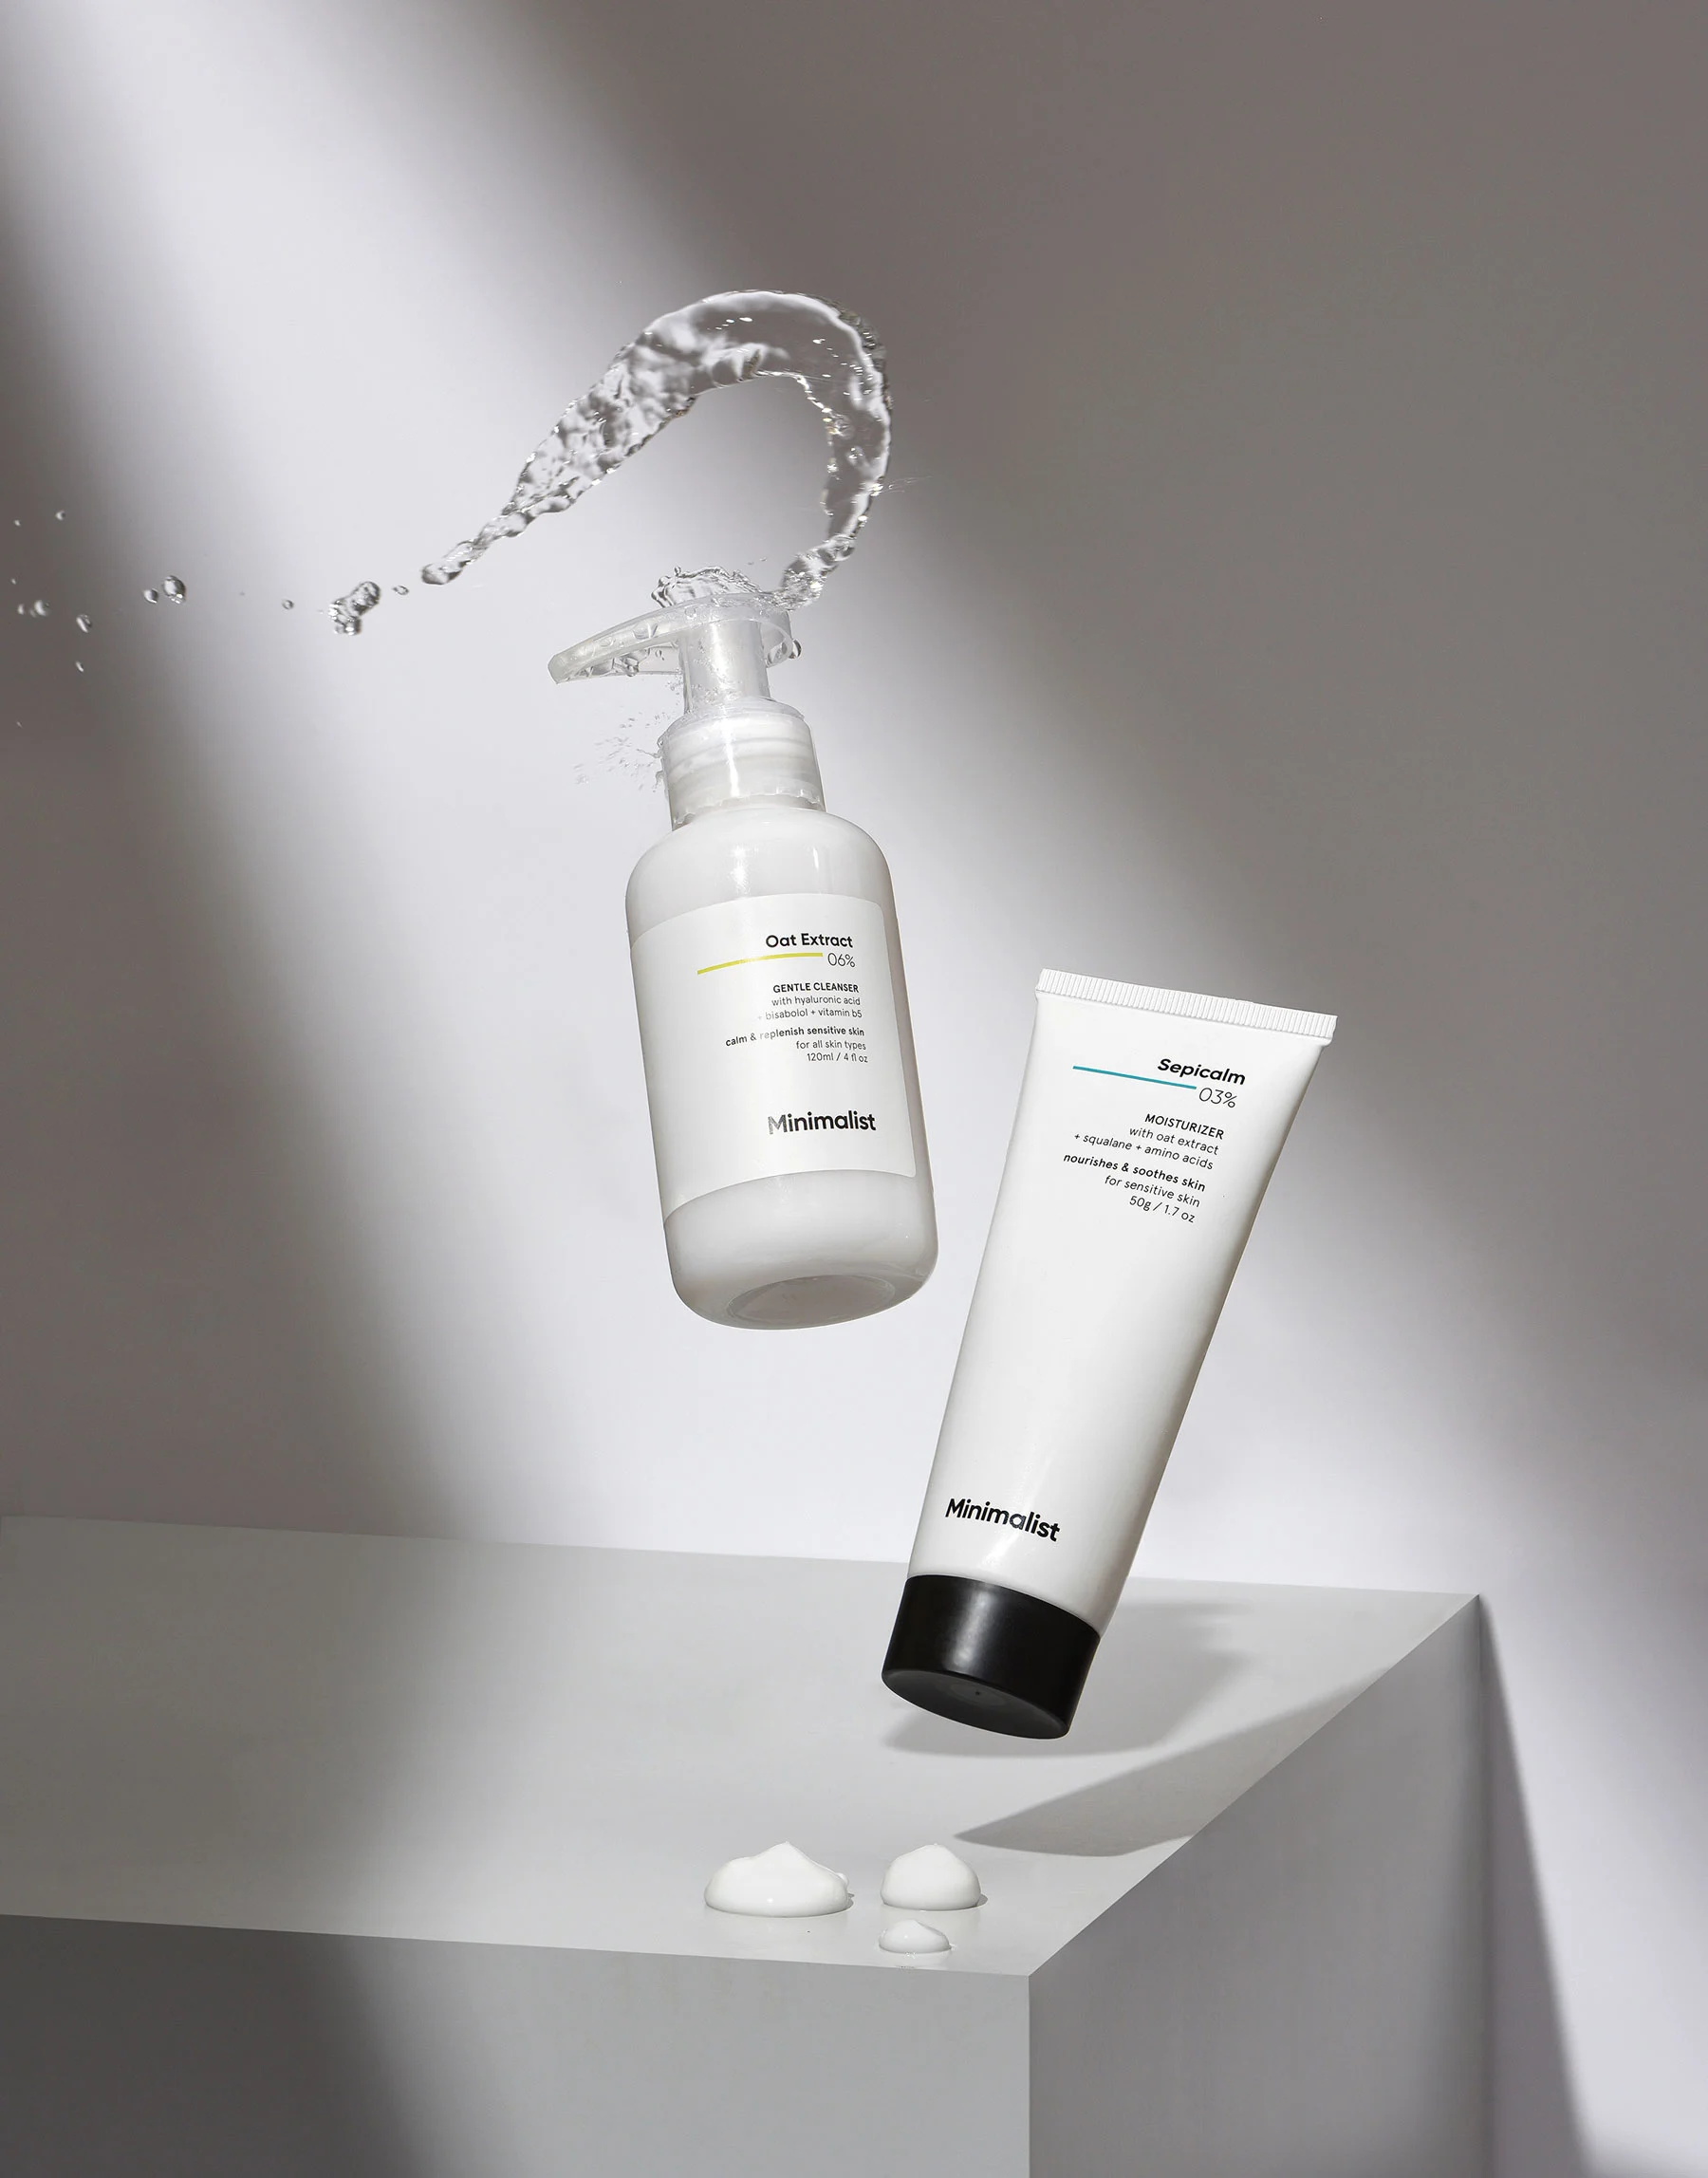 Oat Extract
06%
GENTLE CLEANSER
with hyaluronic acid
+ bisabolol + vitamin b5
calm & replenish sensitive skin
for all skin types
120ml / 4 fl oz
Minimalist
Sepicalm
03%
MOISTURIZER
with oat extract
+ squalane + amino acids
nourishes & soothes skin
for sensitive skin
50g / 1.7 oz
Minimalist